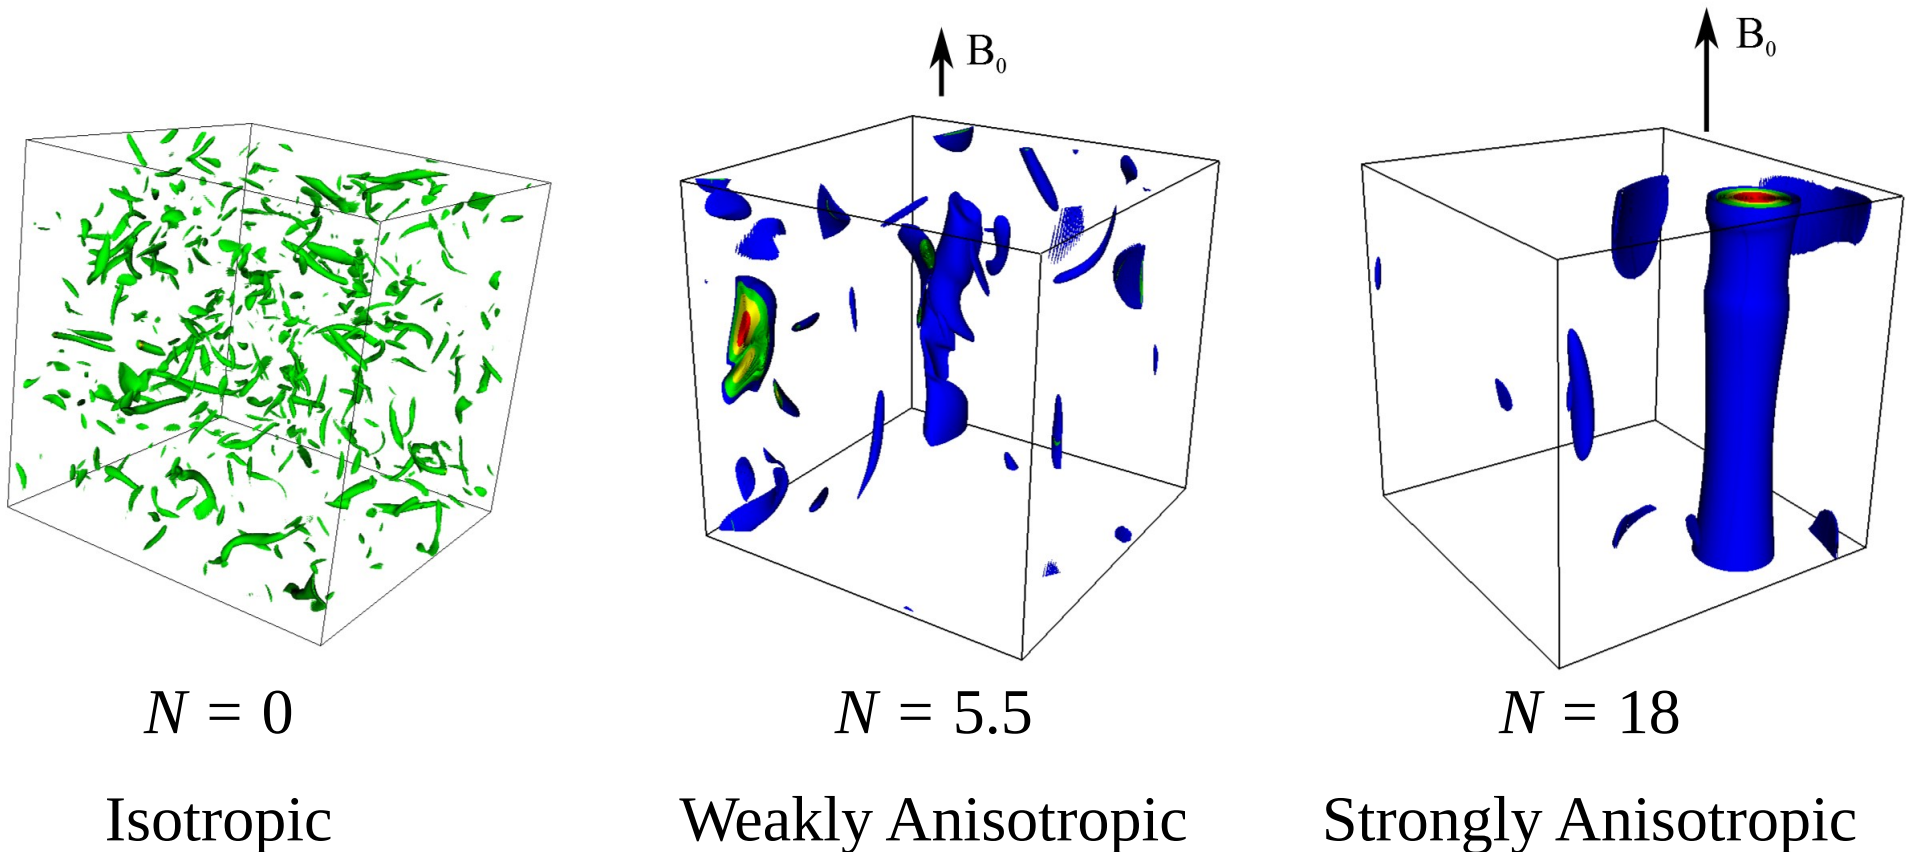 B₀
B₀
N = 0
N = 5.5
N = 18
Isotropic
Weakly Anisotropic
Strongly Anisotropic